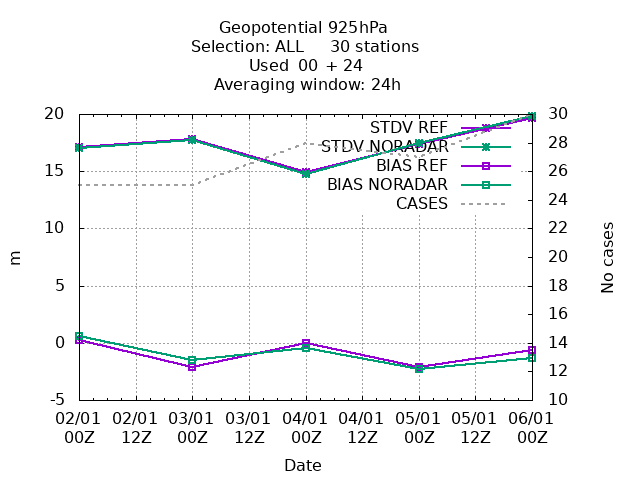 Geopotential 925hPa
Selection: ALL 30 stations
Used 00 + 24
Averaging window: 24h
20 30
STDV REF
28
STDV NORADAR
15 26
BIAS REF
BIAS NORADAR
24
CASES
10 22
m No cases
20
5 18
16
0 14
12
-5 10
02/01 02/01 03/01 03/01 04/01 04/01 05/01 05/01 06/01
00Z 12Z 00Z 12Z 00Z 12Z 00Z 12Z 00Z
Date